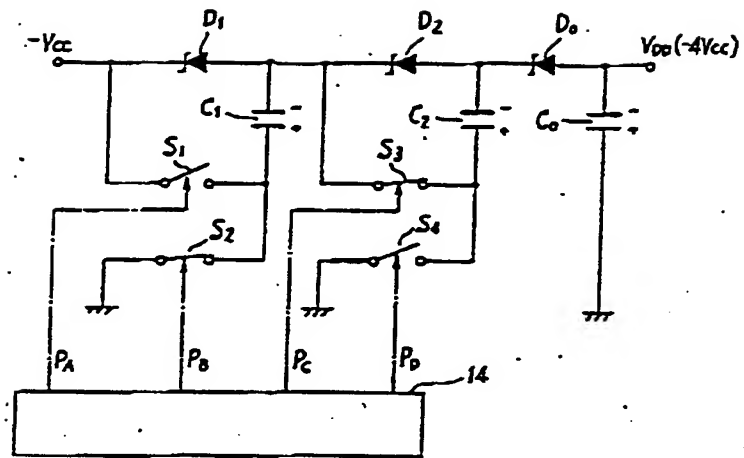 D1
D2
D0
-VCC
VDD(-4VCC)
C1
- +
C2
- +
C0
- +
S1
S3
S2
S4
PA
PB
PC
PD
14